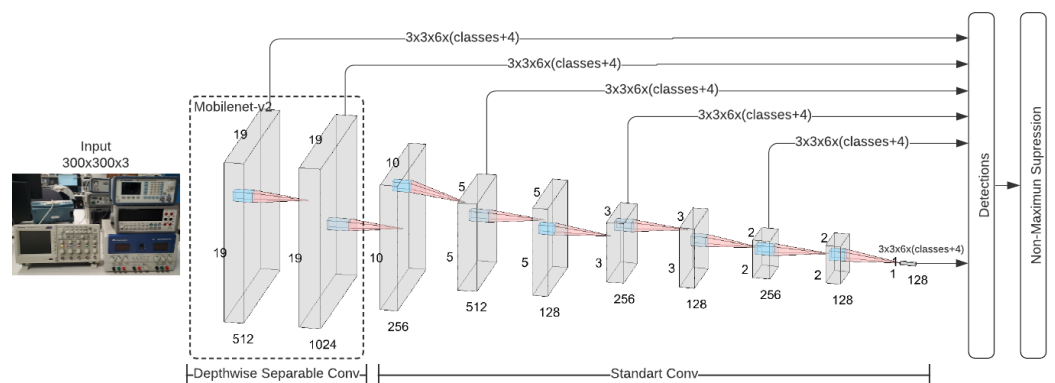 3x3x6x(classes+4)
3x3x6x(classes+4)
3x3x6x(classes+4)
3x3x6x(classes+4)
3x3x6x(classes+4)
Mobilenet-v2
Input
300x300x3
19
19
512
19
19
1024
10
10
256
5
5
512
5
5
128
3
3
256
3
3
128
2
2
256
2
2
128
3x3x6x(classes+4)
1
1
128
Detections
Non-Maximun Supression
Depthwise Separable Conv
Standart Conv